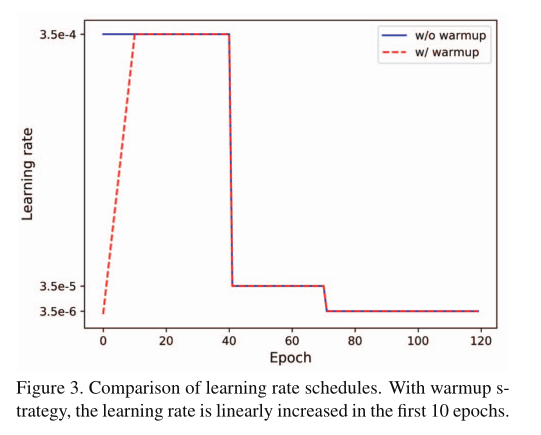 3.5e-4
w/o warmup
w/ warmup
Learning rate
3.5e-5
3.5e-6
0 20 40 60 80 100 120
Epoch
Figure 3. Comparison of learning rate schedules. With warmup s-
trategy, the learning rate is linearly increased in the first 10 epochs.